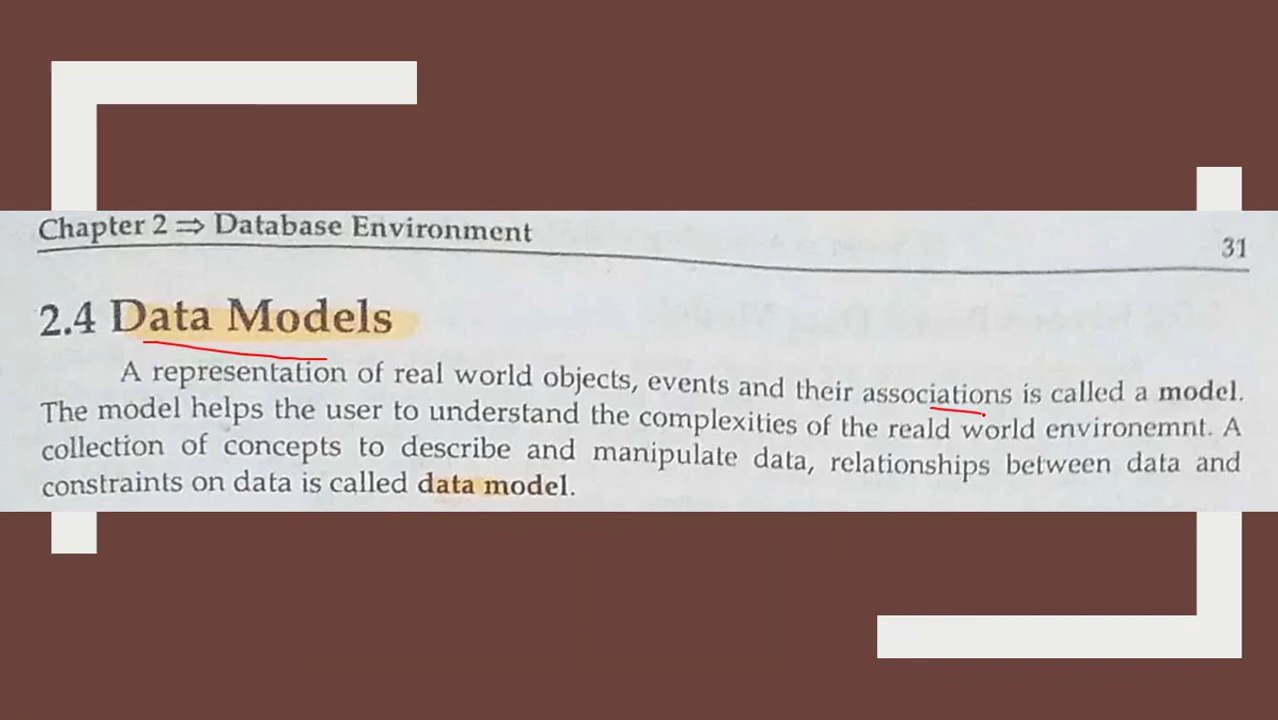 Chapter 2 ⇒ Database Environment
31
2.4 Data Models
A representation of real world objects, events and their associations is called a model.
The model helps the user to understand the complexities of the reald world environemnt. A
collection of concepts to describe and manipulate data, relationships between data and
constraints on data is called data model.